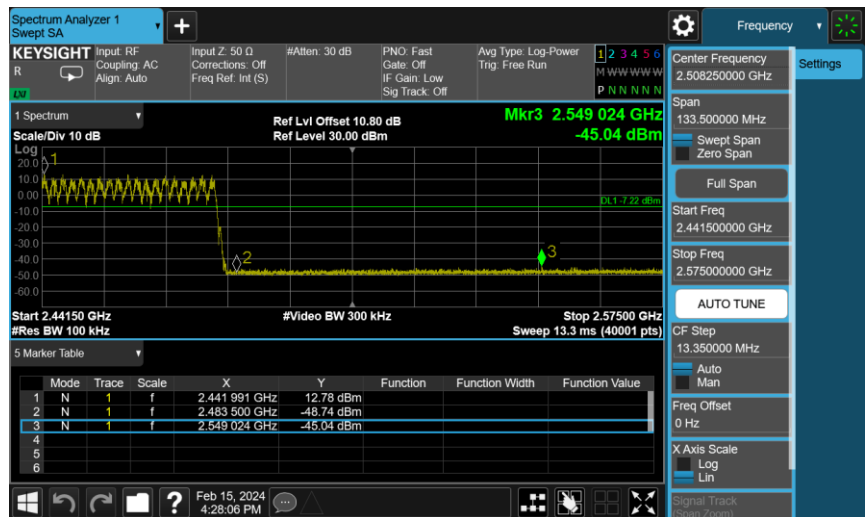 Spectrum Analyzer 1
Swept SA
+
Frequency
KEYSIGHT
R
LXI
Input: RF
Coupling: AC
Align: Auto
Input Z: 50 Ω
Corrections: Off
Freq Ref: Int (S)
#Atten: 30 dB
PNO: Fast
Gate: Off
IF Gain: Low
Sig Track: Off
Avg Type: Log-Power
Trig: Free Run
1 2 3 4 5 6
M W W W W W
P N N N N N
1 Spectrum
Scale/Div 10 dB
Ref Lvl Offset 10.80 dB
Ref Level 30.00 dBm
Mkr3 2.549 024 GHz
-45.04 dBm
Log
20.0
10.0
0.00
-10.0
-20.0
-30.0
-40.0
-50.0
-60.0
1
2
3
DL1 -7.22 dBm
Start 2.44150 GHz
#Res BW 100 kHz
#Video BW 300 kHz
Stop 2.57500 GHz
Sweep 13.3 ms (40001 pts)
5 Marker Table
Mode Trace Scale X Y Function Function Width Function Value
1 N 1 f 2.441 991 GHz 12.78 dBm
2 N 1 f 2.483 500 GHz -48.74 dBm
3 N 1 f 2.549 024 GHz -45.04 dBm
4
5
6
Settings
Center Frequency
2.508250000 GHz
Span
133.500000 MHz
Swept Span
Zero Span
Full Span
Start Freq
2.441500000 GHz
Stop Freq
2.575000000 GHz
AUTO TUNE
CF Step
13.350000 MHz
Auto
Man
Freq Offset
0 Hz
X Axis Scale
Log
Lin
Signal Track
(Span Zoom)
?
Feb 15, 2024
4:28:06 PM